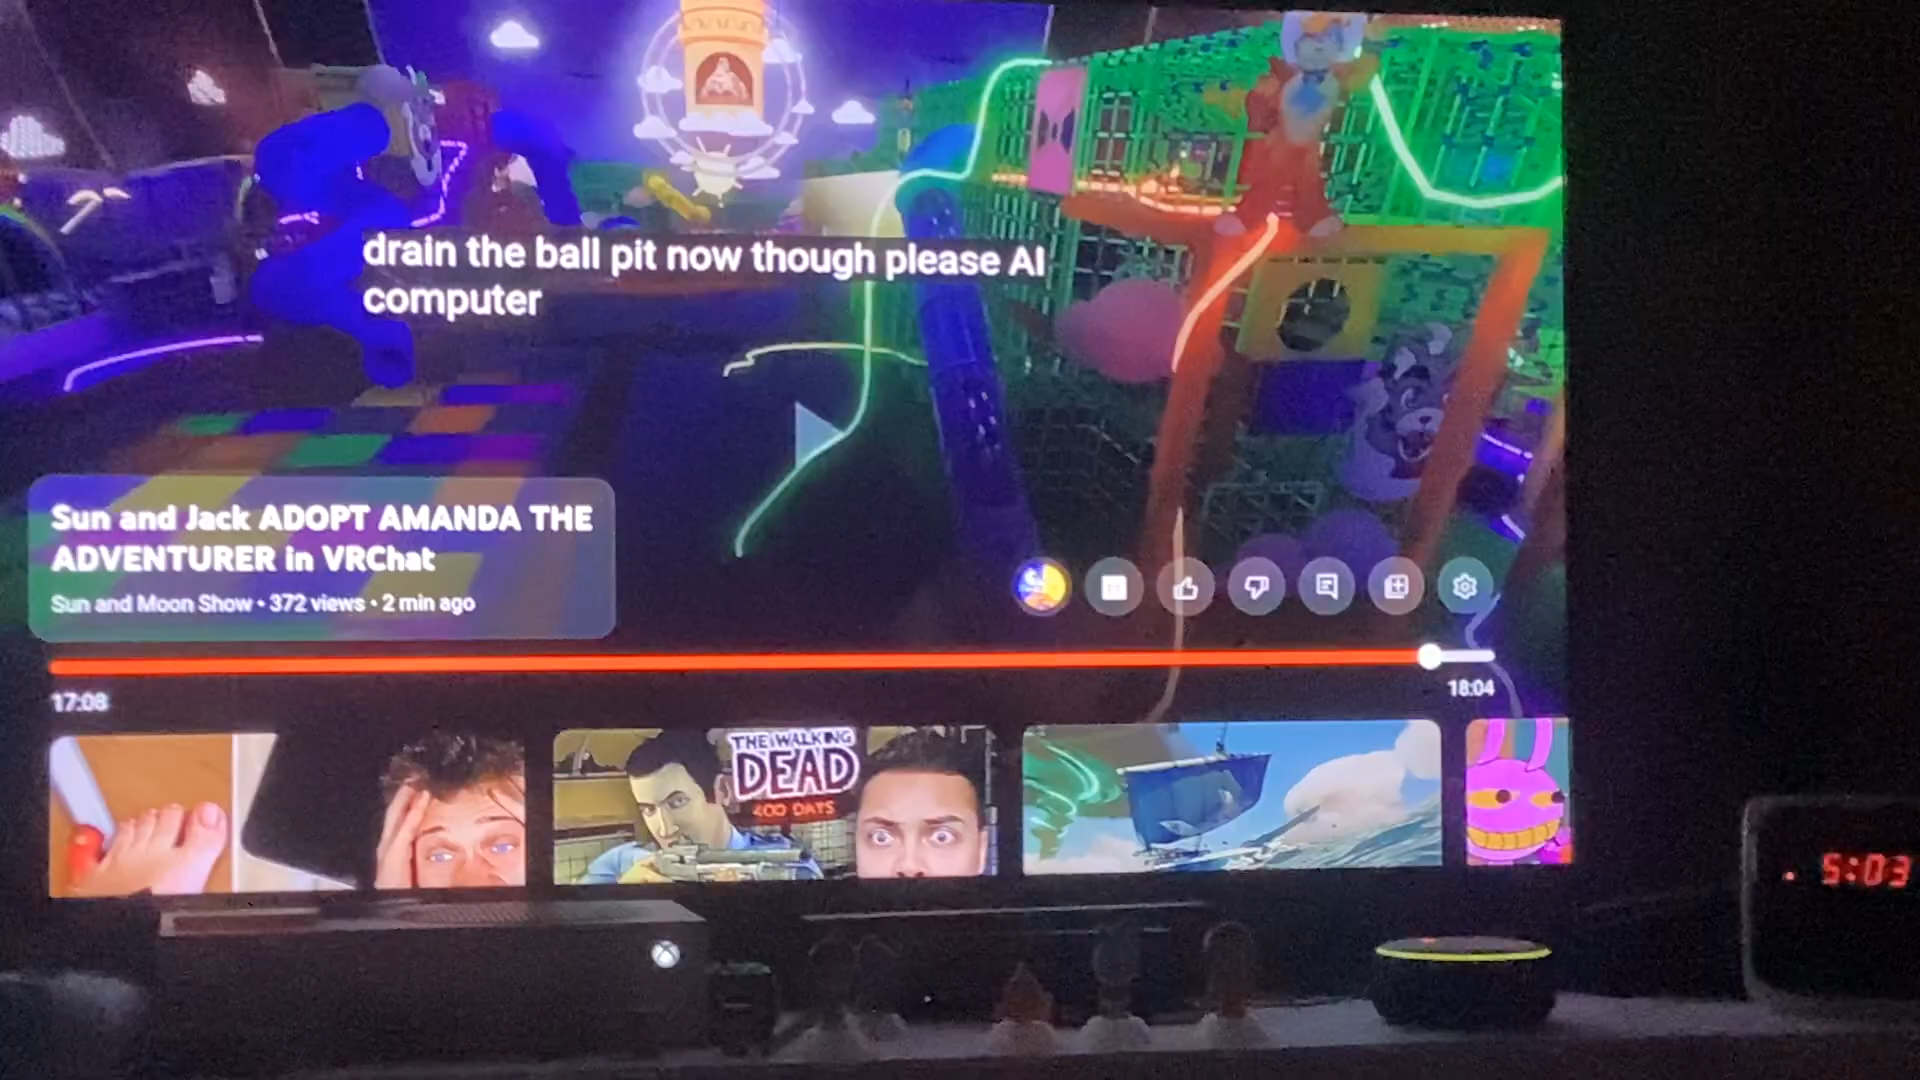 drain the ball pit now though please AI
computer
Sun and Jack ADOPT AMANDA THE
ADVENTURER in VRChat
Sun and Moon Show • 372 views • 2 min ago
17:08
18:04
THE WALKING
DEAD
400 DAYS
5:03